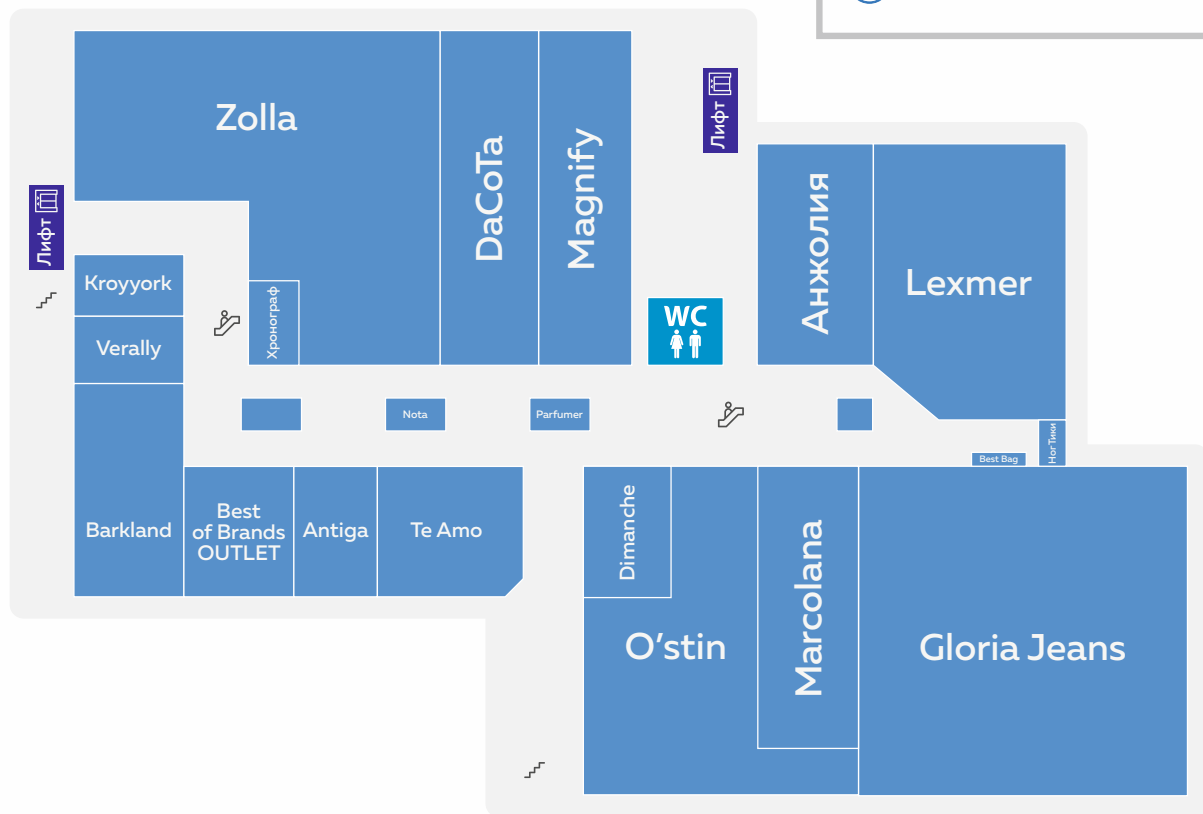 Zolla
DaCoTa
Magnify
Лифт
Лифт
Анжолия
Lexmer
Kroyyork
Verally
Хронограф
WC
Nota
Parfumer
Best Bag
НогТики
Barkland
Best
of Brands
OUTLET
Antiga
Te Amo
Dimanche
O'stin
Marcolana
Gloria Jeans